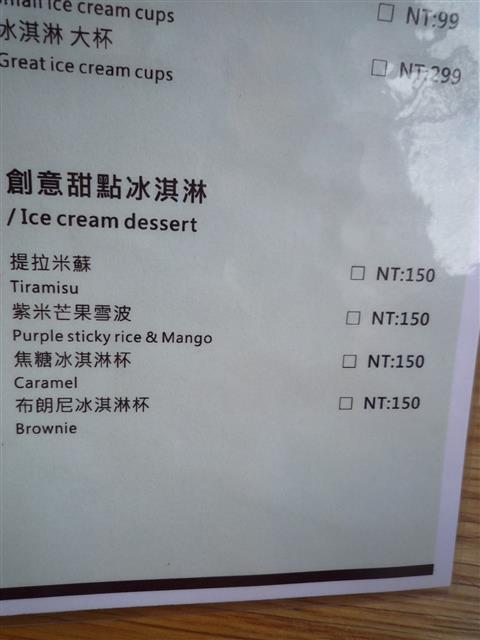 ice cream cups ☐ NT:99
冰淇淋 大杯
Great ice cream cups ☐ NT:299
創意甜點冰淇淋
/ Ice cream dessert
提拉米蘇 ☐ NT:150
Tiramisu
紫米芒果雪波 ☐ NT:150
Purple sticky rice & Mango
焦糖冰淇淋杯 ☐ NT:150
Caramel
布朗尼冰淇淋杯 ☐ NT:150
Brownie